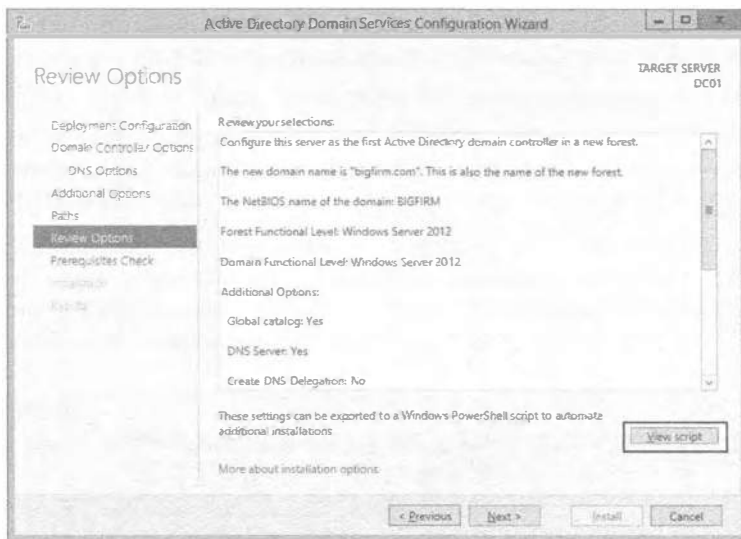 Active Directory Domain Services Configuration Wizard
Review Options
TARGET SERVER
DC01
Deployment Configuration
Domain Controller Options
DNS Options
Additional Options
Paths
Review Options
Prerequisites Check
Installation
Results
Review your selections:
Configure this server as the first Active Directory domain controller in a new forest.
The new domain name is "bigfirm.com". This is also the name of the new forest.
The NetBIOS name of the domain: BIGFIRM
Forest Functional Level: Windows Server 2012
Domain Functional Level: Windows Server 2012
Additional Options:
Global catalog: Yes
DNS Server: Yes
Create DNS Delegation: No
These settings can be exported to a Windows PowerShell script to automate
additional installations
View script
More about installation options
< Previous
Next >
Install
Cancel